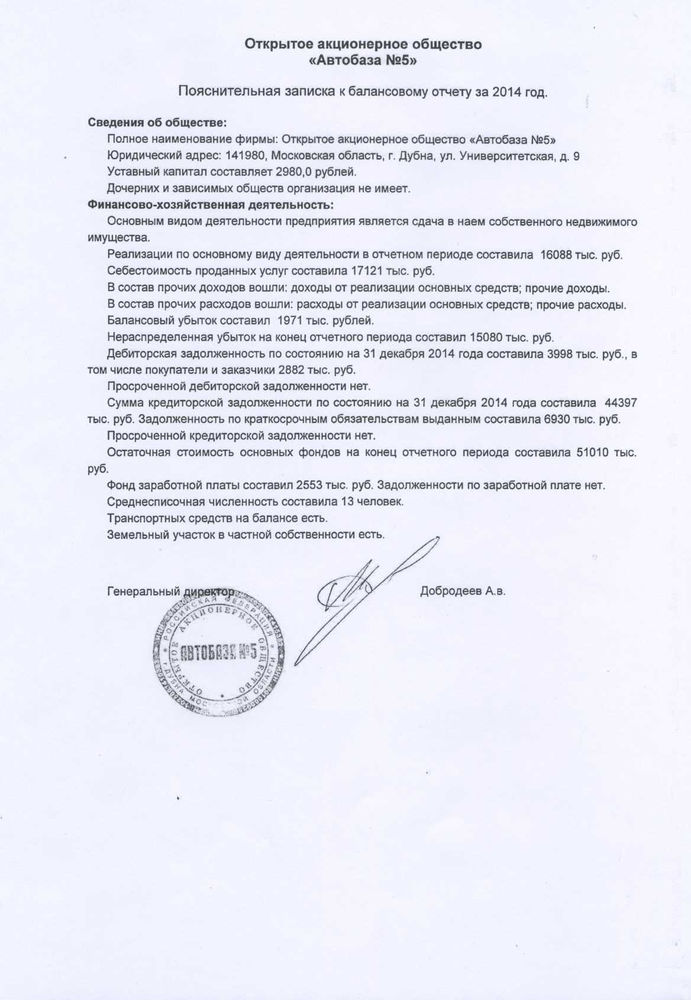 Открытое акционерное общество
«Автобаза №5»
Пояснительная записка к балансовому отчету за 2014 год.
Сведения об обществе:
Полное наименование фирмы: Открытое акционерное общество «Автобаза №5»
Юридический адрес: 141980, Московская область, г. Дубна, ул. Университетская, д. 9
Уставный капитал составляет 2980,0 рублей.
Дочерних и зависимых обществ организация не имеет.
Финансово-хозяйственная деятельность:
Основным видом деятельности предприятия является сдача в наем собственного недвижимого
имущества.
Реализации по основному виду деятельности в отчетном периоде составила  16088 тыс. руб.
Себестоимость проданных услуг составила 17121 тыс. руб.
В состав прочих доходов вошли: доходы от реализации основных средств; прочие доходы.
В состав прочих расходов вошли: расходы от реализации основных средств; прочие расходы.
Балансовый убыток составил  1971 тыс. рублей.
Нераспределенная убыток на конец отчетного периода составил 15080 тыс. руб.
Дебиторская задолженность по состоянию на 31 декабря 2014 года составила 3998 тыс. руб., в
том числе покупатели и заказчики 2882 тыс. руб.
Просроченной дебиторской задолженности нет.
Сумма кредиторской задолженности по состоянию на 31 декабря 2014 года составила  44397
тыс. руб. Задолженность по краткосрочным обязательствам выданным составила 6930 тыс. руб.
Просроченной кредиторской задолженности нет.
Остаточная стоимость основных фондов на конец отчетного периода составила 51010 тыс.
руб.
Фонд заработной платы составил 2553 тыс. руб. Задолженности по заработной плате нет.
Среднесписочная численность составила 13 человек.
Транспортных средств на балансе есть.
Земельный участок в частной собственности есть.
Генеральный директор Добродеев А.в.
РОССИЙСКАЯ ФЕДЕРАЦИЯ
Г.ДУБНА ОБЛАСТИ
ОТКРЫТОЕ АКЦИОНЕРНОЕ ОБЩЕСТВО
АВТОБАЗА №5